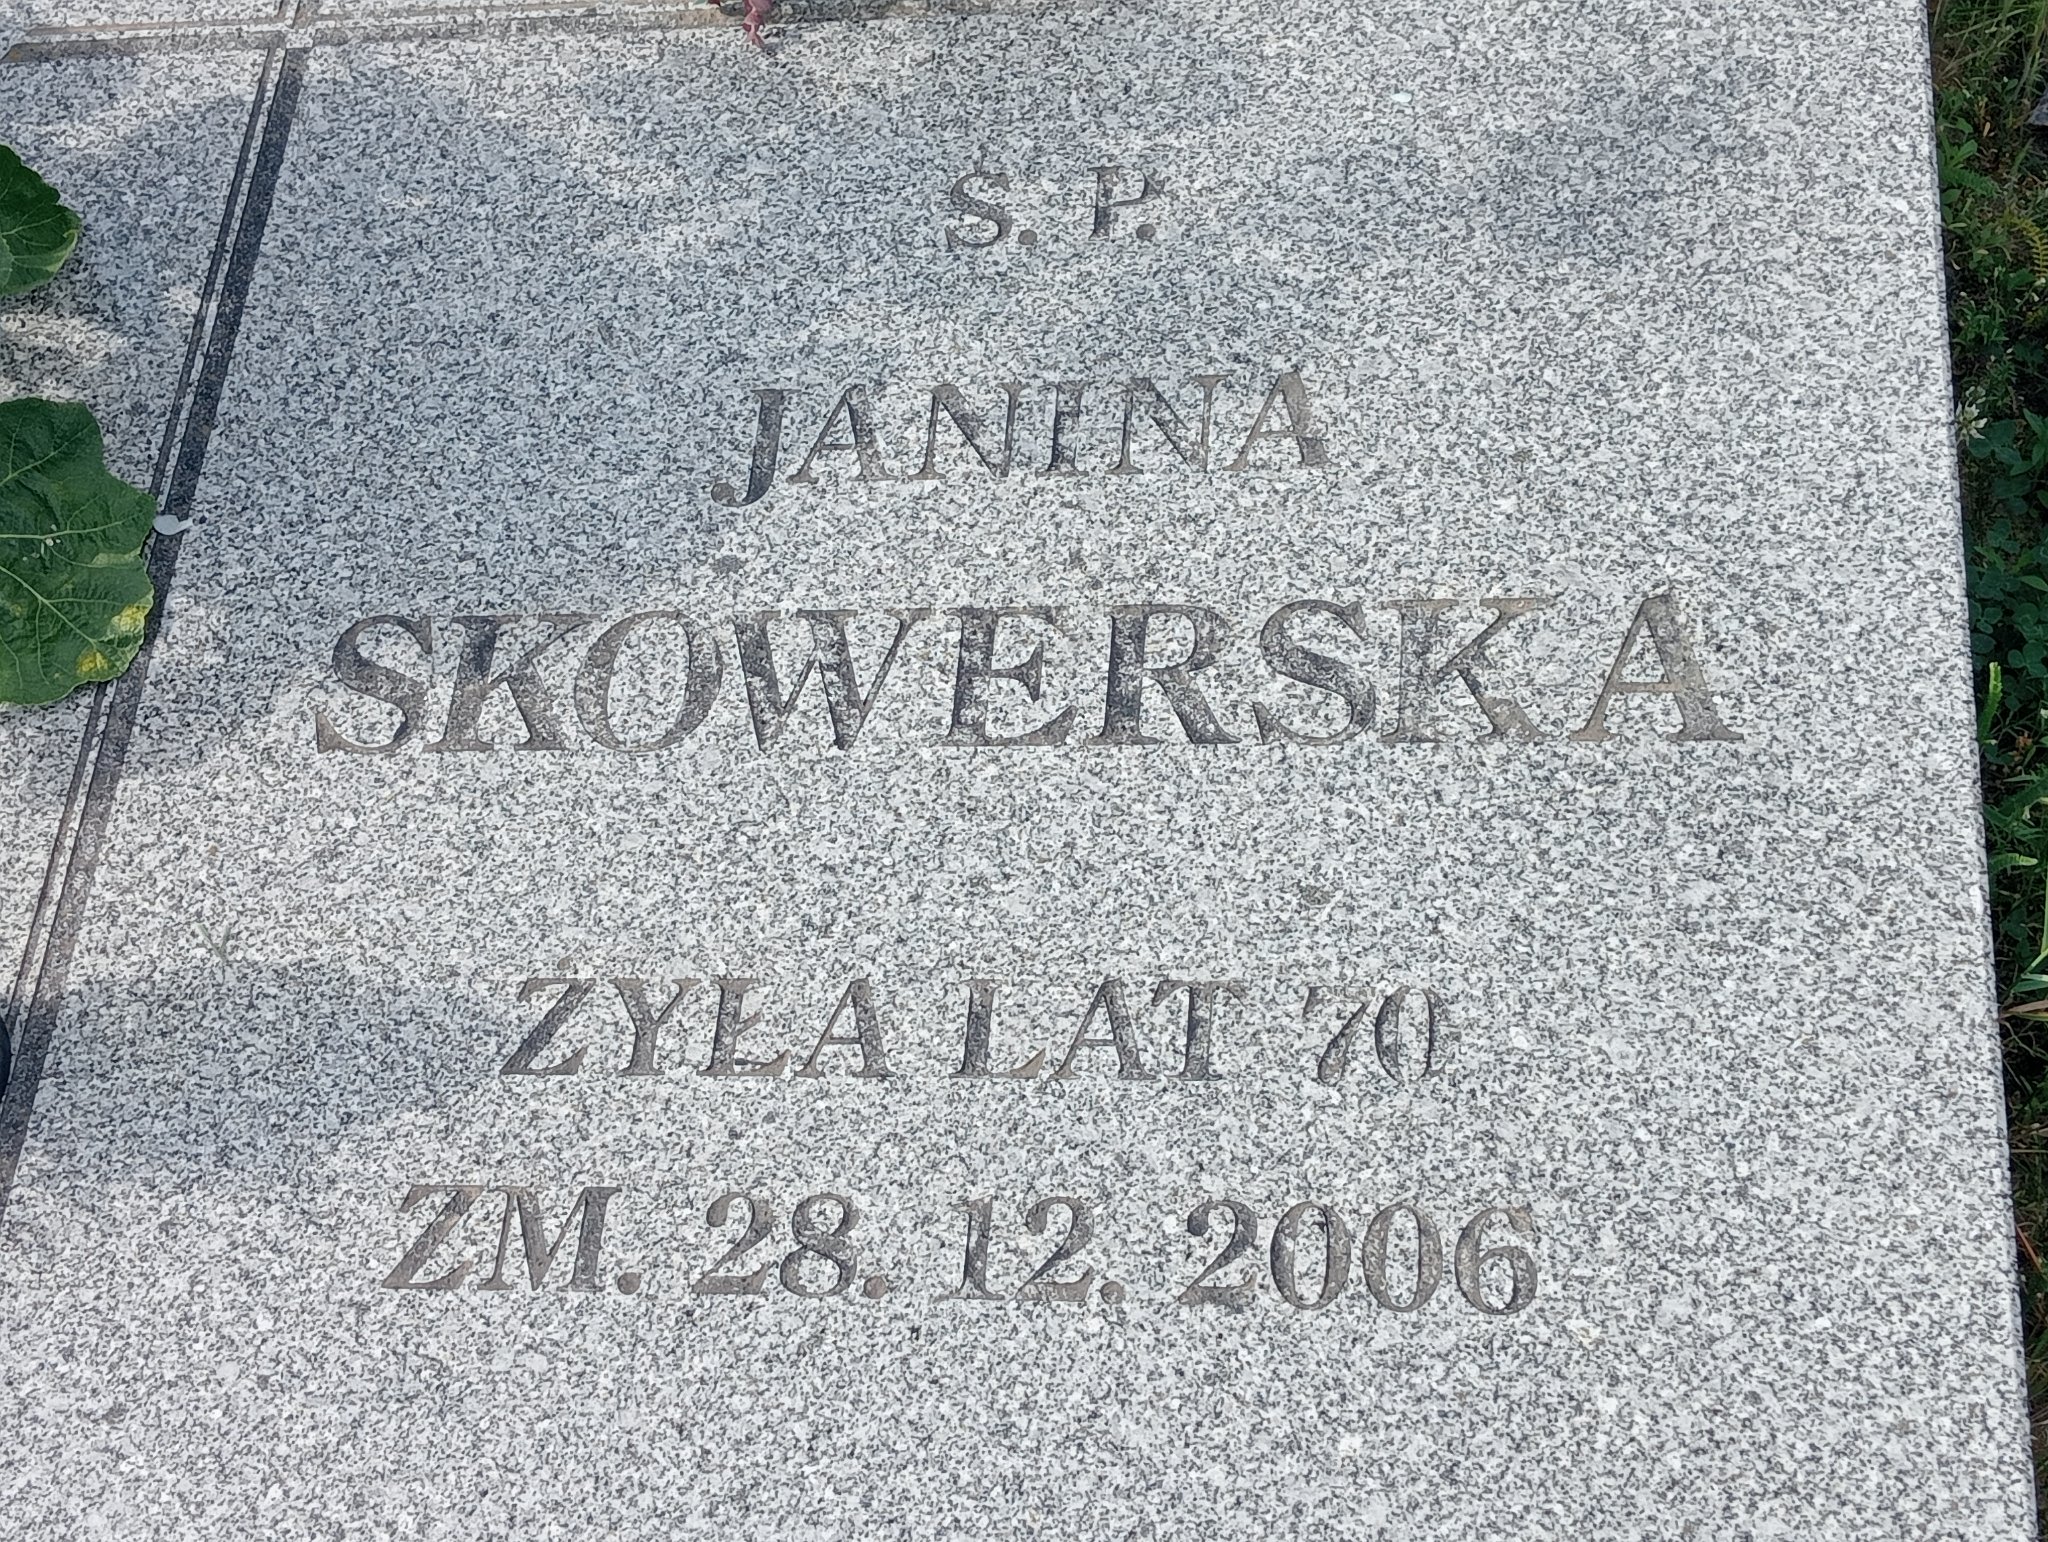 Ś. P.
JANINA
SKOWERSKA
ŻYŁA LAT 70
ZM. 28. 12. 2006